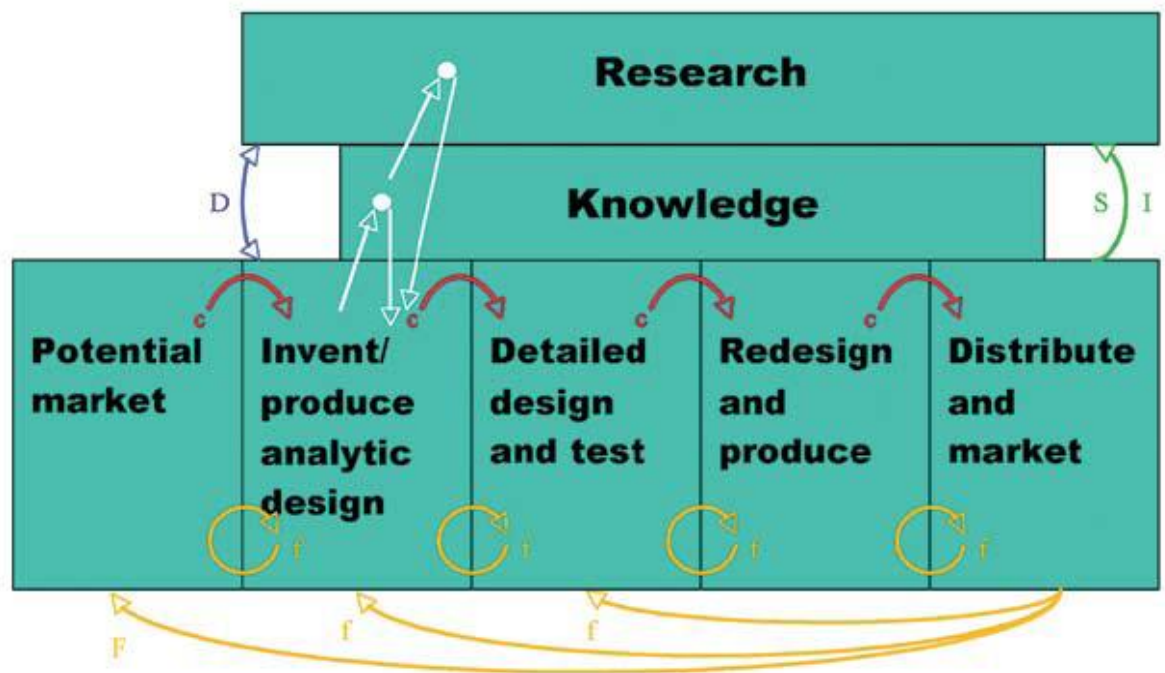 Research
Knowledge
D
S I
c
c
c
c
Potential
market
Invent/
produce
analytic
design
Detailed
design
and test
Redesign
and
produce
Distribute
and
market
f
f
f
f
F
f
f